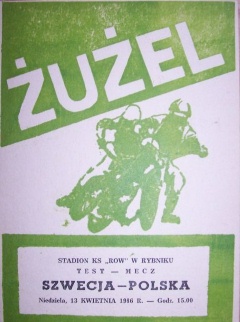 ŻUŻEL
STADION KS „ROW" W RYBNIKU
TEST — MECZ
SZWECJA—POLSKA
Niedziela, 13 KWIETNIA 1986 R. — Godz. 15.00